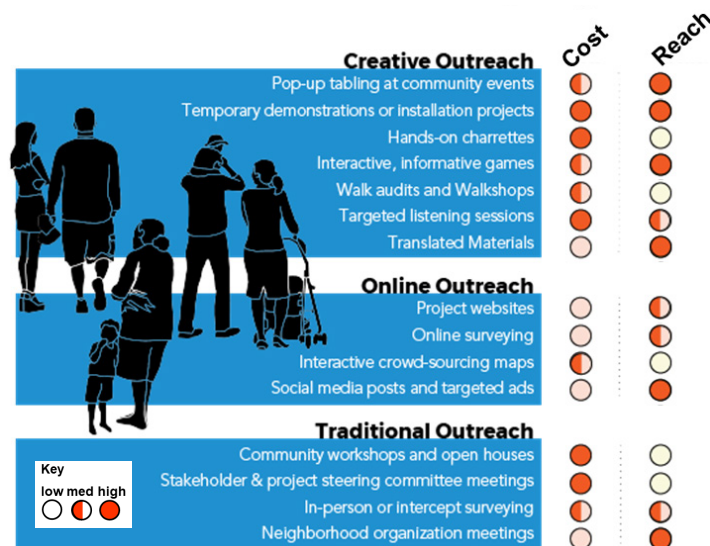 Cost
Reach
Creative Outreach
Pop-up tabling at community events
Temporary demonstrations or installation projects
Hands-on charrettes
Interactive, informative games
Walk audits and Walkshops
Targeted listening sessions
Translated Materials
Online Outreach
Project websites
Online surveying
Interactive crowd-sourcing maps
Social media posts and targeted ads
Traditional Outreach
Community workshops and open houses
Stakeholder & project steering committee meetings
In-person or intercept surveying
Neighborhood organization meetings
Key
low med high